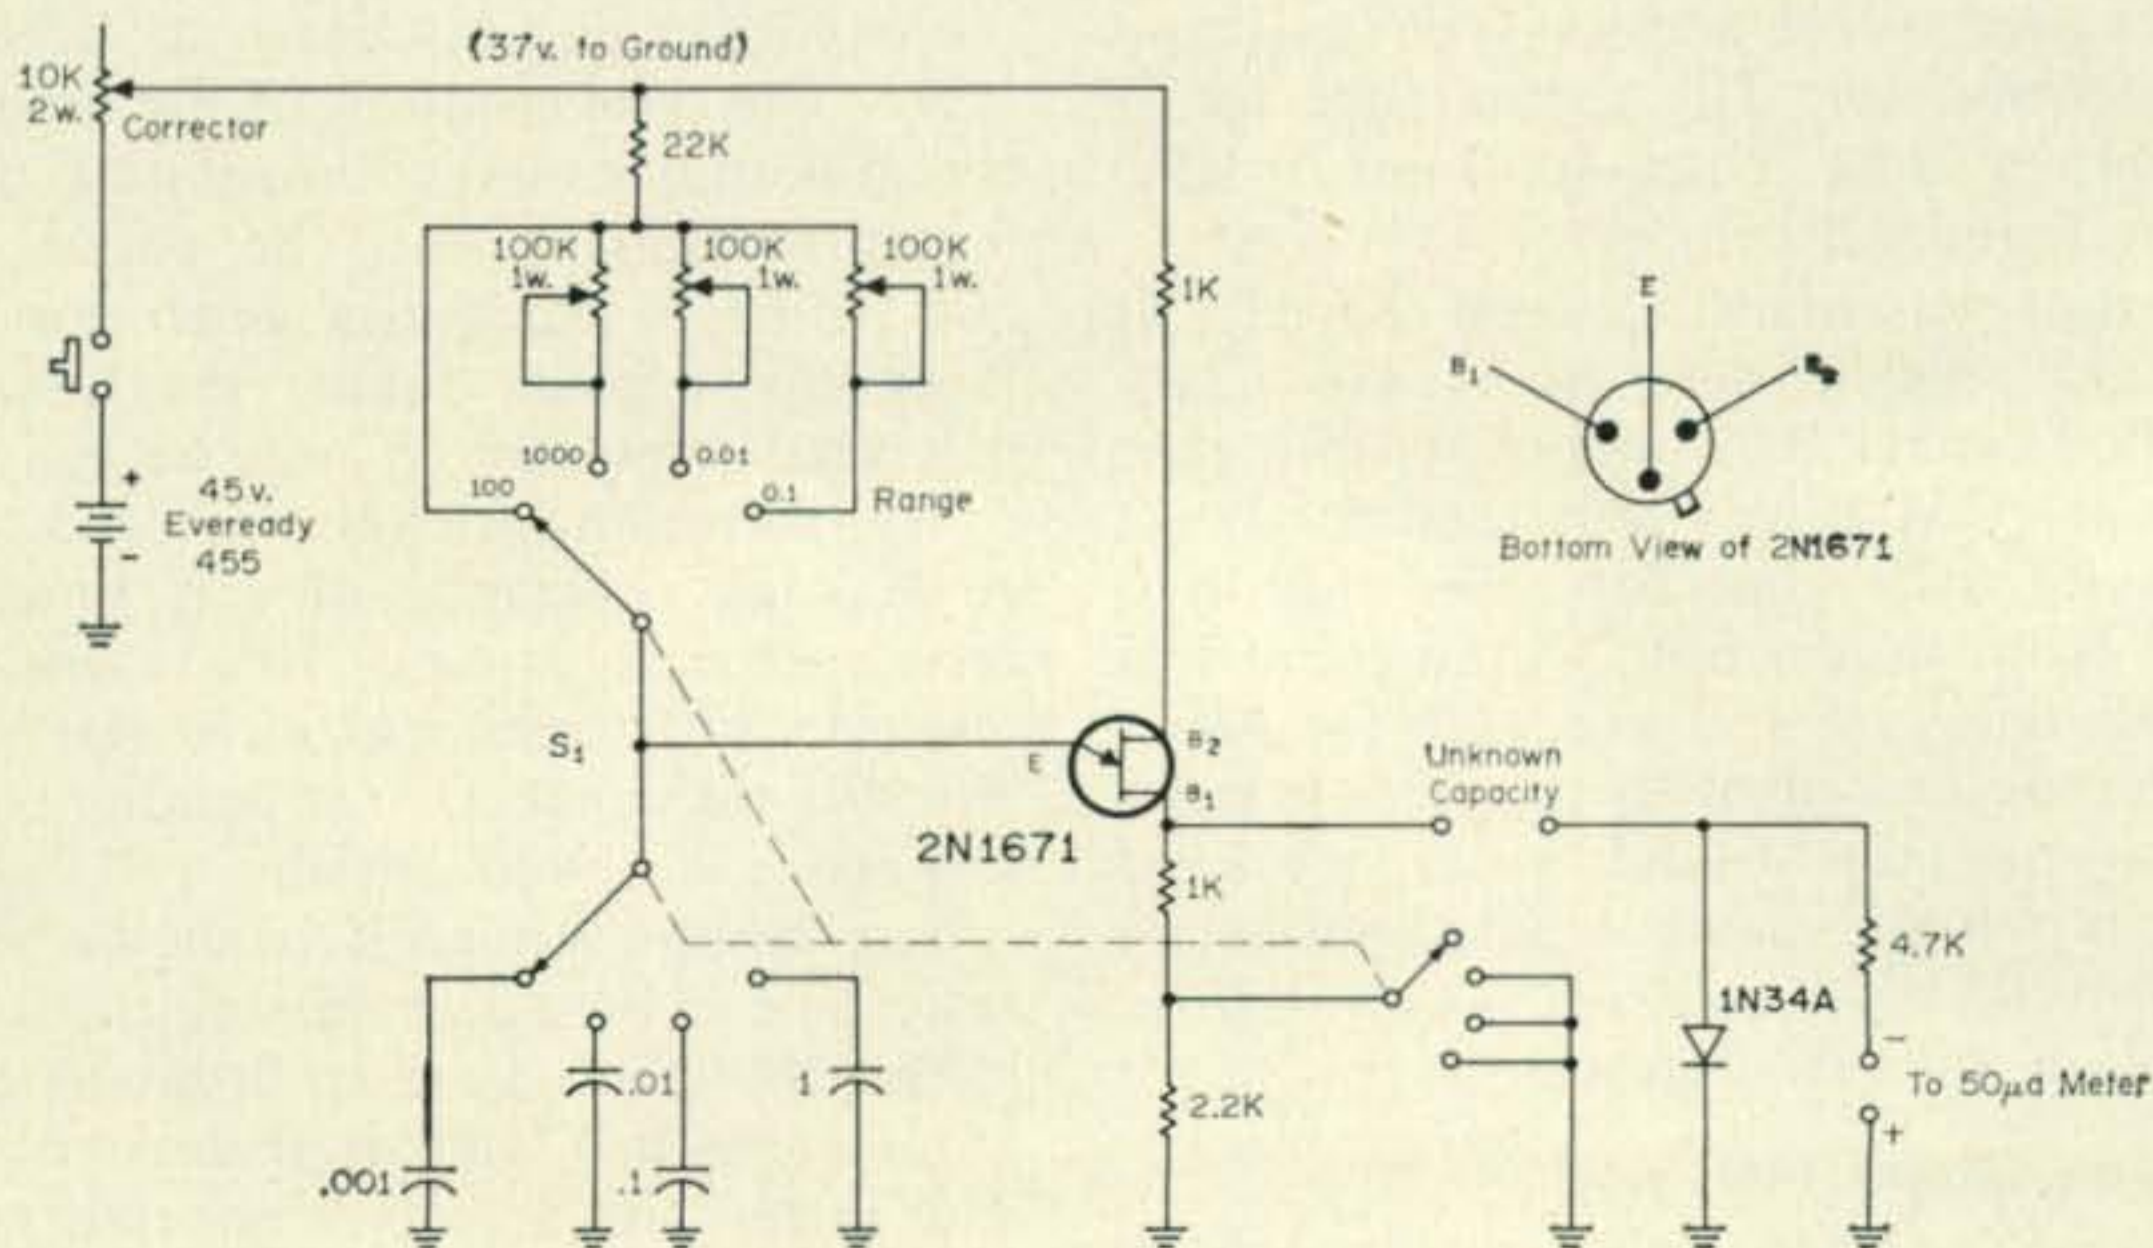 (37v. to Ground)
10K
2w.
Corrector
22K
100K
1w.
100K
1w.
100K
1w.
1K
1000
0.01
100
0.1
Range
+
45v.
Eveready
455
-
E
B1
Bottom View of 2N1671
S1
E
B2
B1
2N1671
Unknown
Capacity
1K
4.7K
1N34A
-
To 50µa Meter
+
2.2K
.001
.01
.1
1